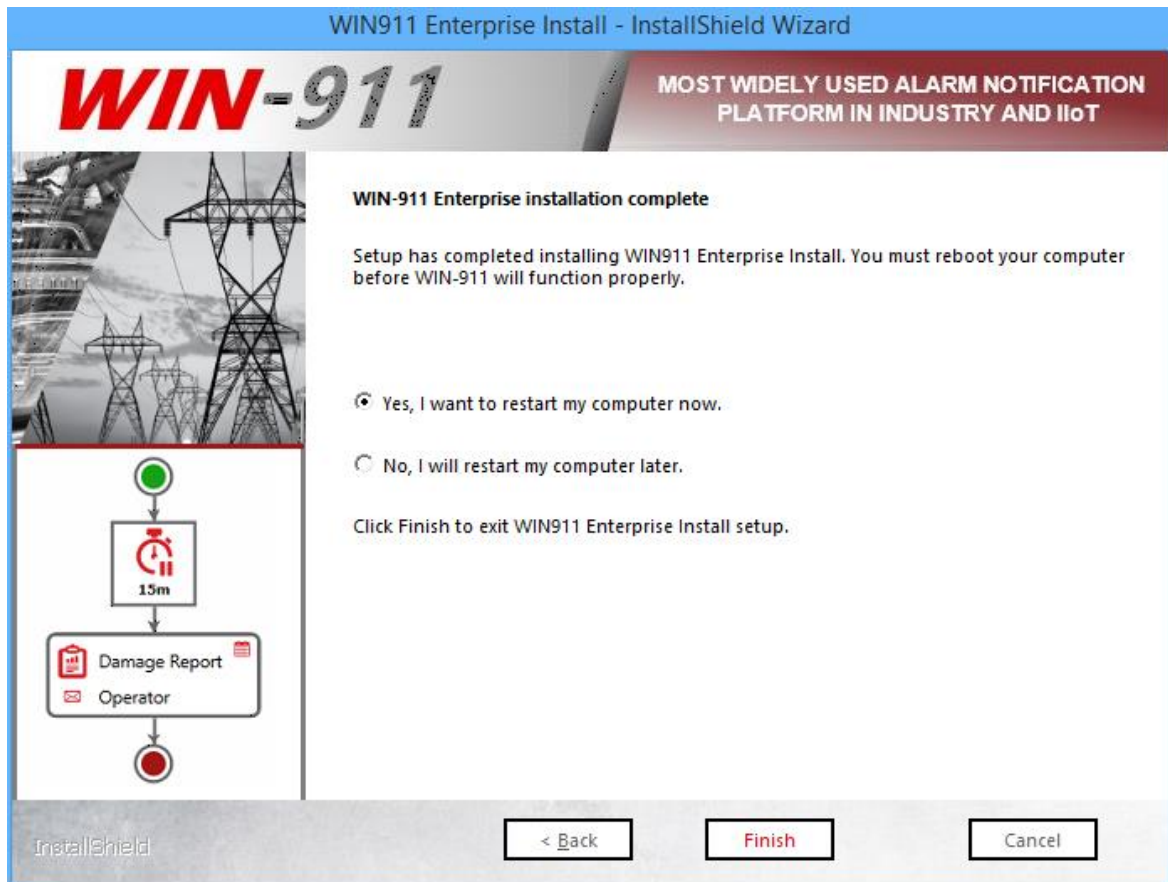 WIN911 Enterprise Install - InstallShield Wizard
WIN-911
MOST WIDELY USED ALARM NOTIFICATION
PLATFORM IN INDUSTRY AND IIoT
WIN-911 Enterprise installation complete
Setup has completed installing WIN911 Enterprise Install. You must reboot your computer
before WIN-911 will function properly.
Yes, I want to restart my computer now.
No, I will restart my computer later.
Click Finish to exit WIN911 Enterprise Install setup.
15m
Damage Report
Operator
InstallShield
< Back
Finish
Cancel